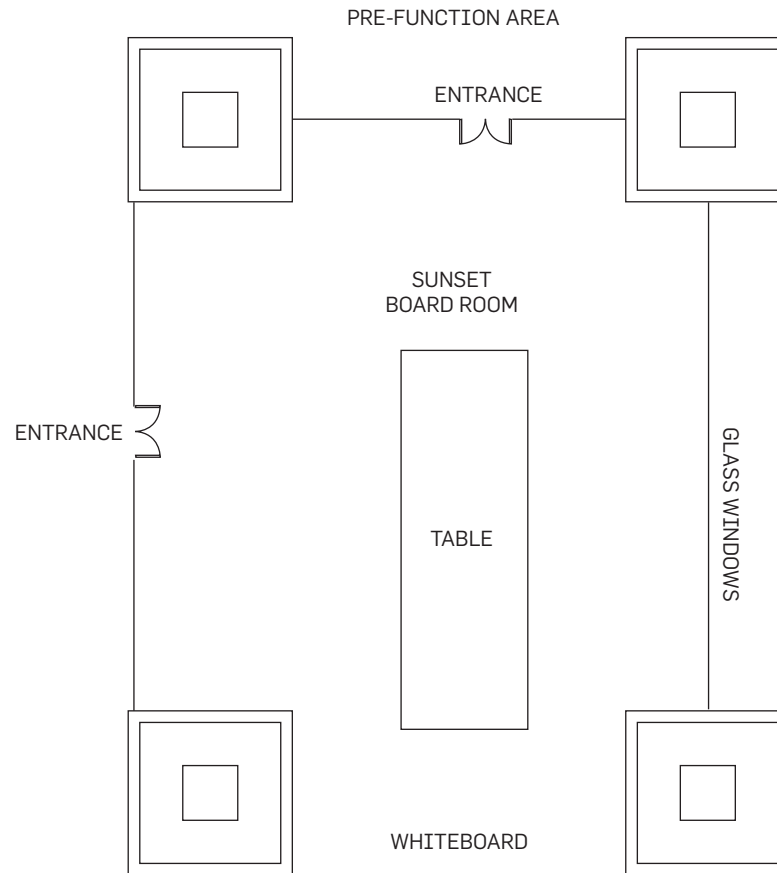 PRE-FUNCTION AREA
ENTRANCE
SUNSET
BOARD ROOM
ENTRANCE
GLASS WINDOWS
TABLE
WHITEBOARD